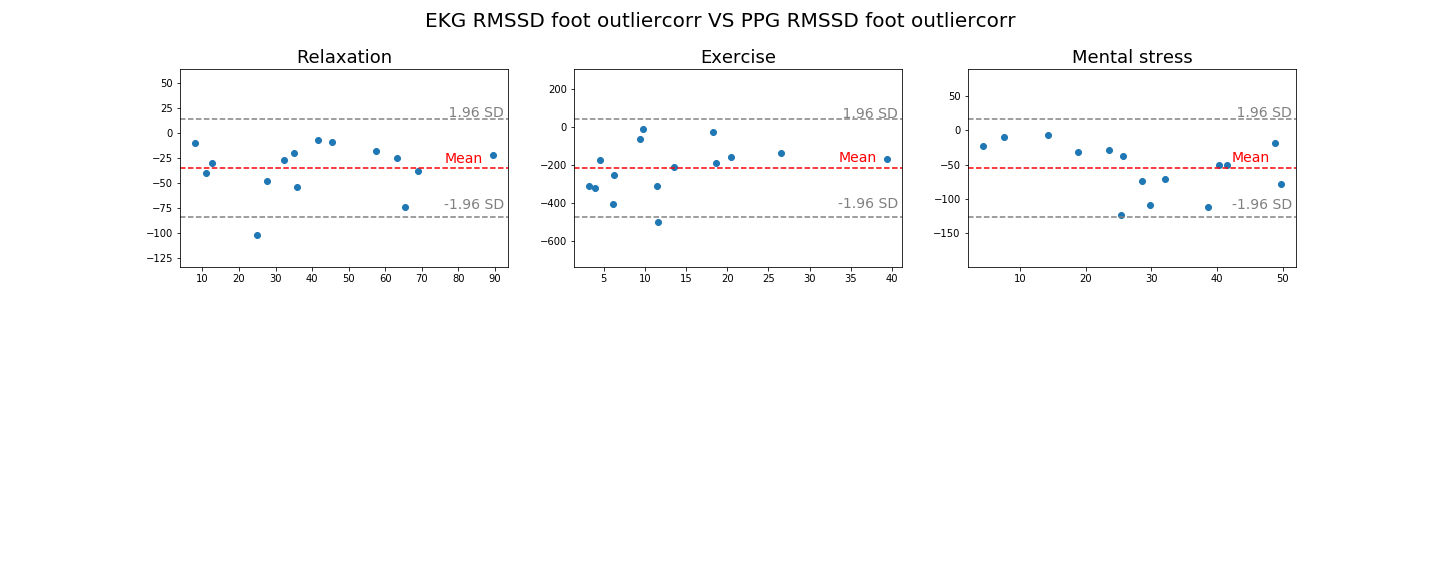 EKG RMSSD foot outliercorr VS PPG RMSSD foot outliercorr
Relaxation
50
25
0
−25
−50
−75
−100
−125
1.96 SD
Mean
-1.96 SD
10 20 30 40 50 60 70 80 90
Exercise
200
0
−200
−400
−600
1.96 SD
Mean
-1.96 SD
5 10 15 20 25 30 35 40
Mental stress
50
0
−50
−100
−150
1.96 SD
Mean
-1.96 SD
10 20 30 40 50